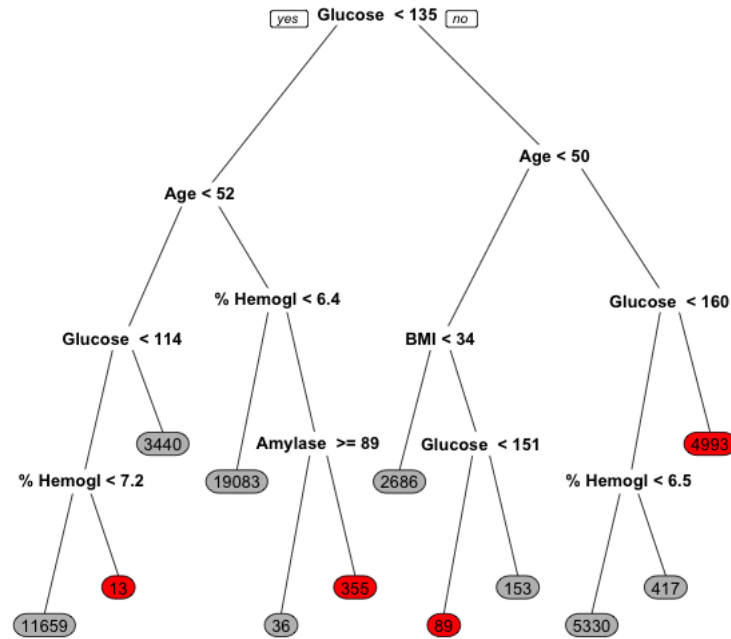 yes Glucose < 135 no
Age < 50
Age < 52
% Hemogl < 6.4
Glucose < 160
Glucose < 114
BMI < 34
3440
Amylase >= 89
Glucose < 151
4993
% Hemogl < 7.2
19083
2686
% Hemogl < 6.5
13
355
153
417
11659
36
89
5330